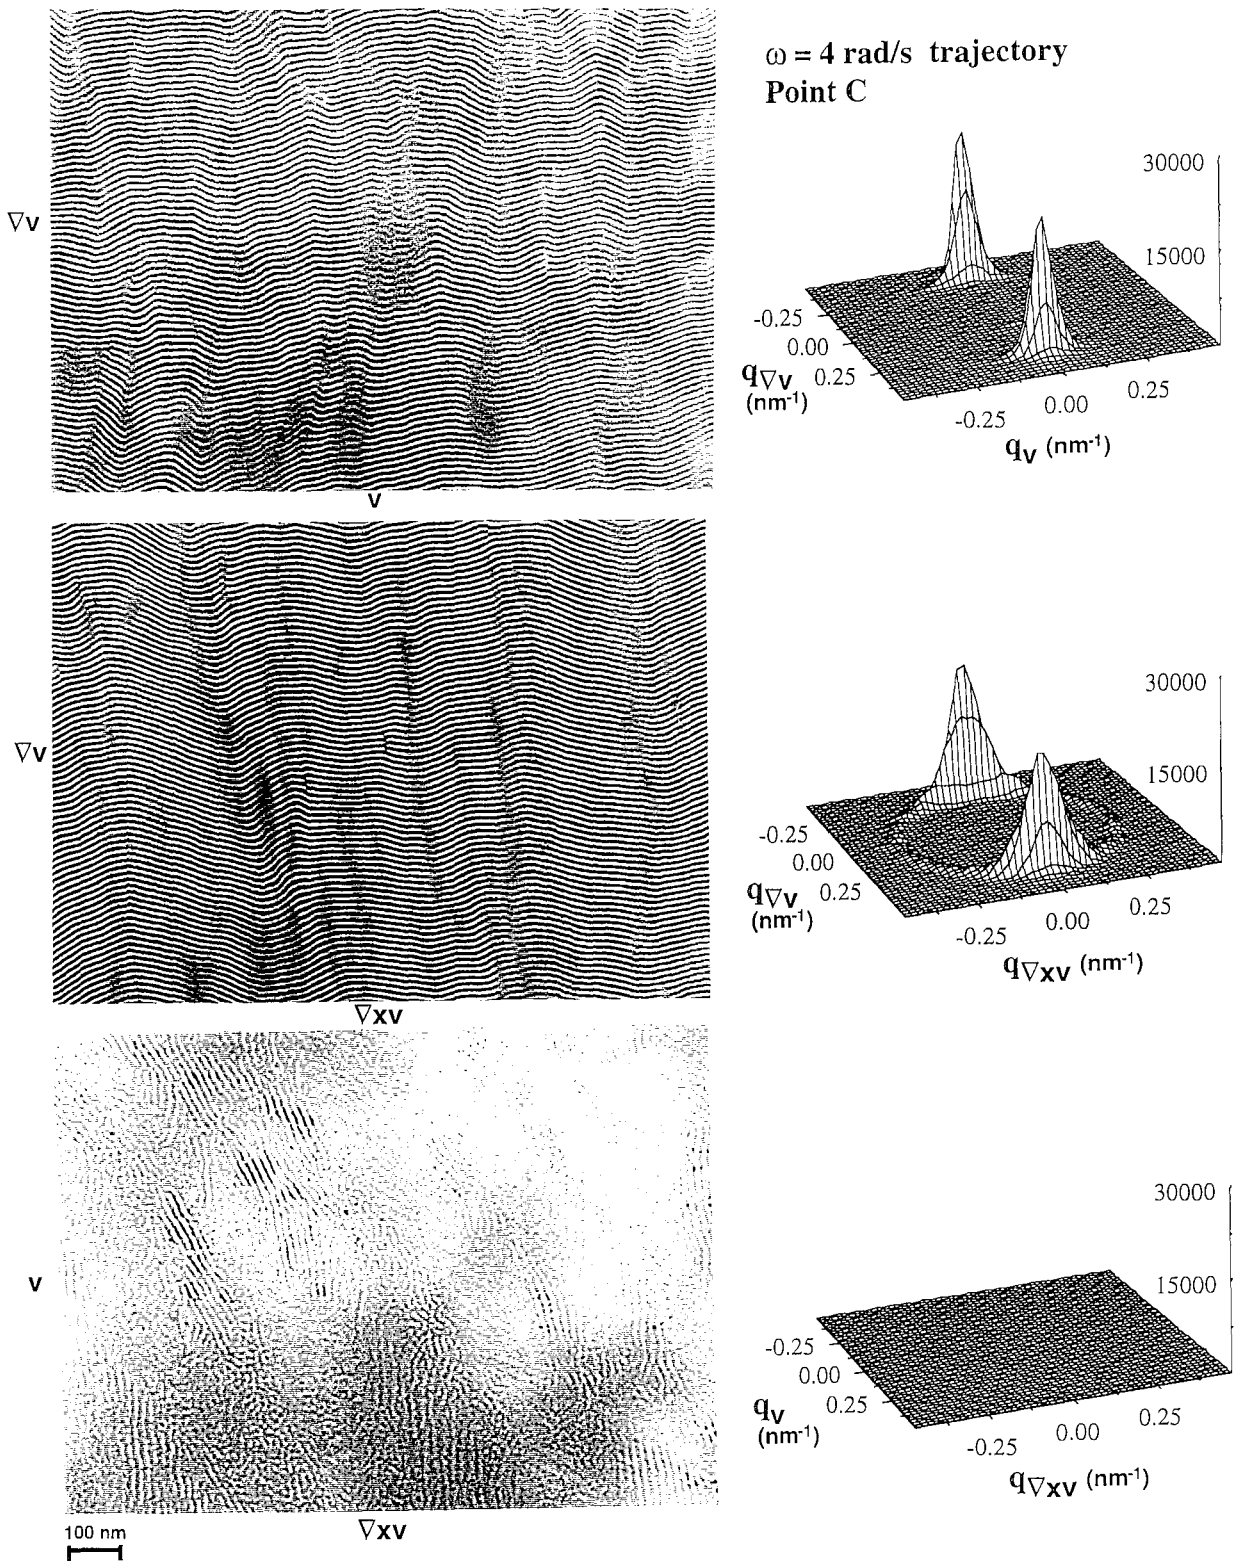 ω = 4 rad/s trajectory
Point C
∇v
v
30000
15000
-0.25
0.00
0.25
q∇v
(nm-1)
-0.25
0.00
0.25
qv (nm-1)
∇v
∇xv
30000
15000
-0.25
0.00
0.25
q∇v
(nm-1)
-0.25
0.00
0.25
q∇xv (nm-1)
v
∇xv
100 nm
30000
15000
-0.25
0.00
0.25
qv
(nm-1)
-0.25
0.00
0.25
q∇xv (nm-1)